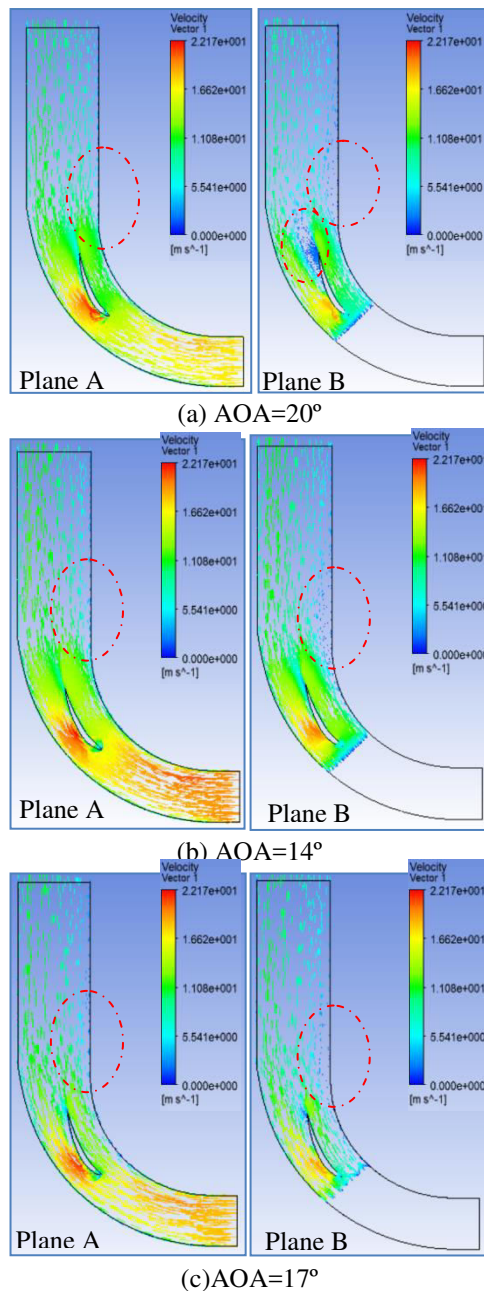 Velocity
Vector 1
2.217e+001
1.662e+001
1.108e+001
5.541e+000
0.000e+000
[m s^-1]
Plane A
Velocity
Vector 1
2.217e+001
1.662e+001
1.108e+001
5.541e+000
0.000e+000
[m s^-1]
Plane B
(a) AOA=20º
Velocity
Vector 1
2.217e+001
1.662e+001
1.108e+001
5.541e+000
0.000e+000
[m s^-1]
Plane A
Velocity
Vector 1
2.217e+001
1.662e+001
1.108e+001
5.541e+000
0.000e+000
[m s^-1]
Plane B
(b) AOA=14º
Velocity
Vector 1
2.217e+001
1.662e+001
1.108e+001
5.541e+000
0.000e+000
[m s^-1]
Plane A
Velocity
Vector 1
2.217e+001
1.662e+001
1.108e+001
5.541e+000
0.000e+000
[m s^-1]
Plane B
(c)AOA=17º